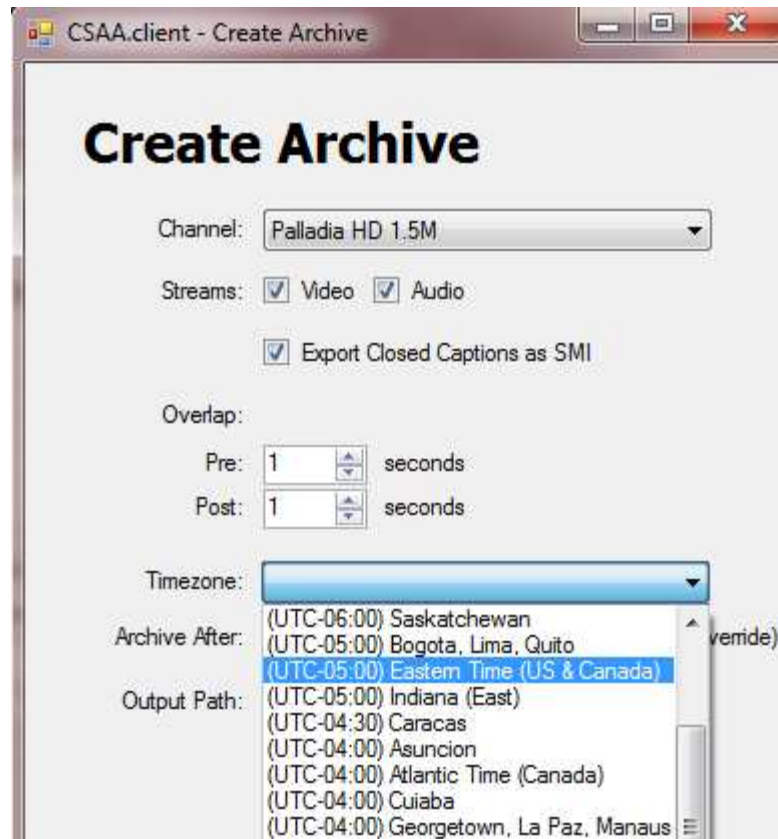 CSAA.client - Create Archive
Create Archive
Channel: Palladia HD 1.5M
Streams: Video Audio
Export Closed Captions as SMI
Overlap:
Pre: 1 seconds
Post: 1 seconds
Timezone:
(UTC-06:00) Saskatchewan
Archive After: (UTC-05:00) Bogota, Lima, Quito verride)
(UTC-05:00) Eastern Time (US & Canada)
Output Path: (UTC-05:00) Indiana (East)
(UTC-04:30) Caracas
(UTC-04:00) Asuncion
(UTC-04:00) Atlantic Time (Canada)
(UTC-04:00) Cuiaba
(UTC-04:00) Georgetown, La Paz, Manaus